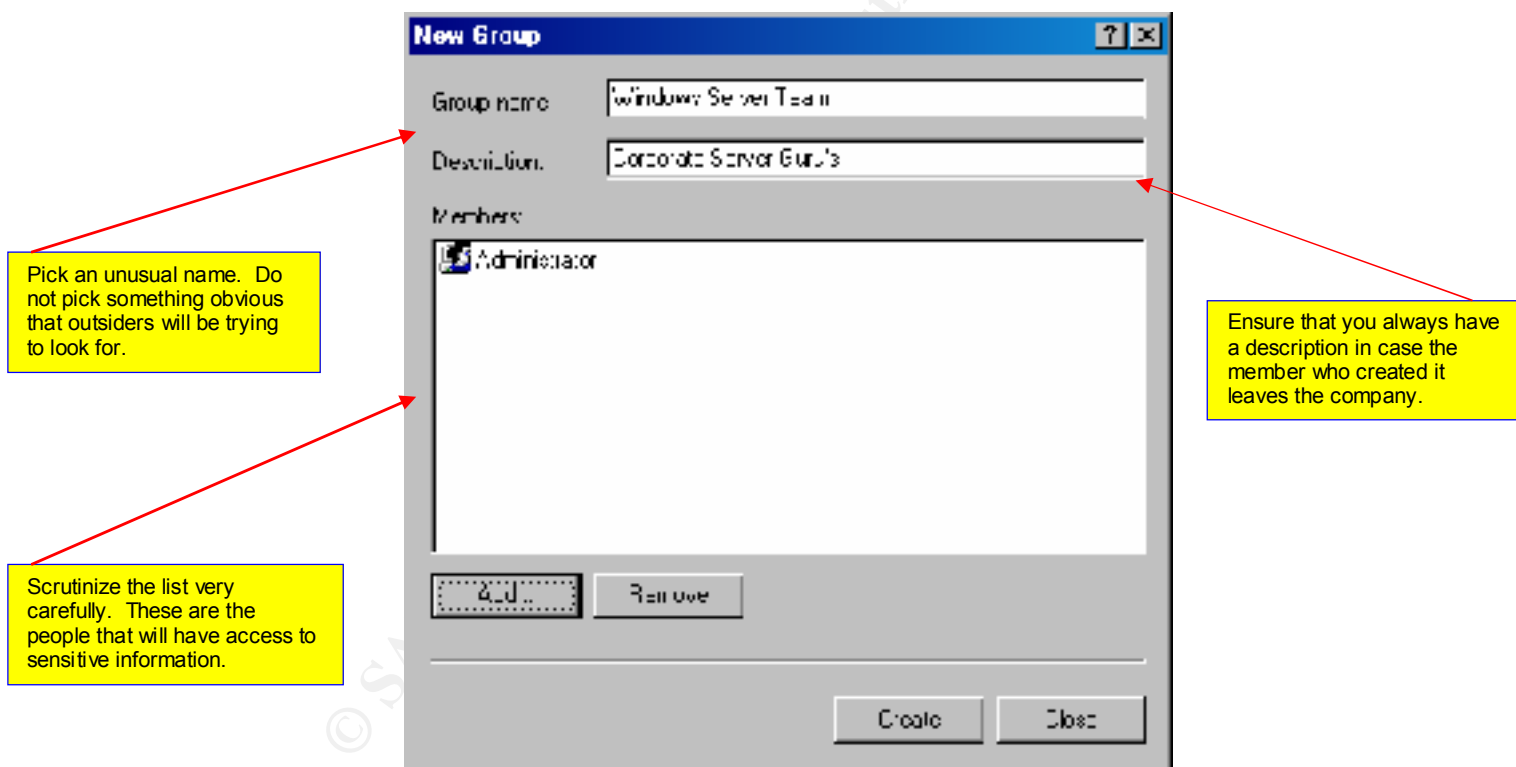 New Group
Group name
Windows Server Team
Description:
Corporate Server Guru's
Members:
Administrator
Add...
Remove
Create
Close
Pick an unusual name. Do
not pick something obvious
that outsiders will be trying
to look for.
Ensure that you always have
a description in case the
member who created it
leaves the company.
Scrutinize the list very
carefully. These are the
people that will have access to
sensitive information.
© SA